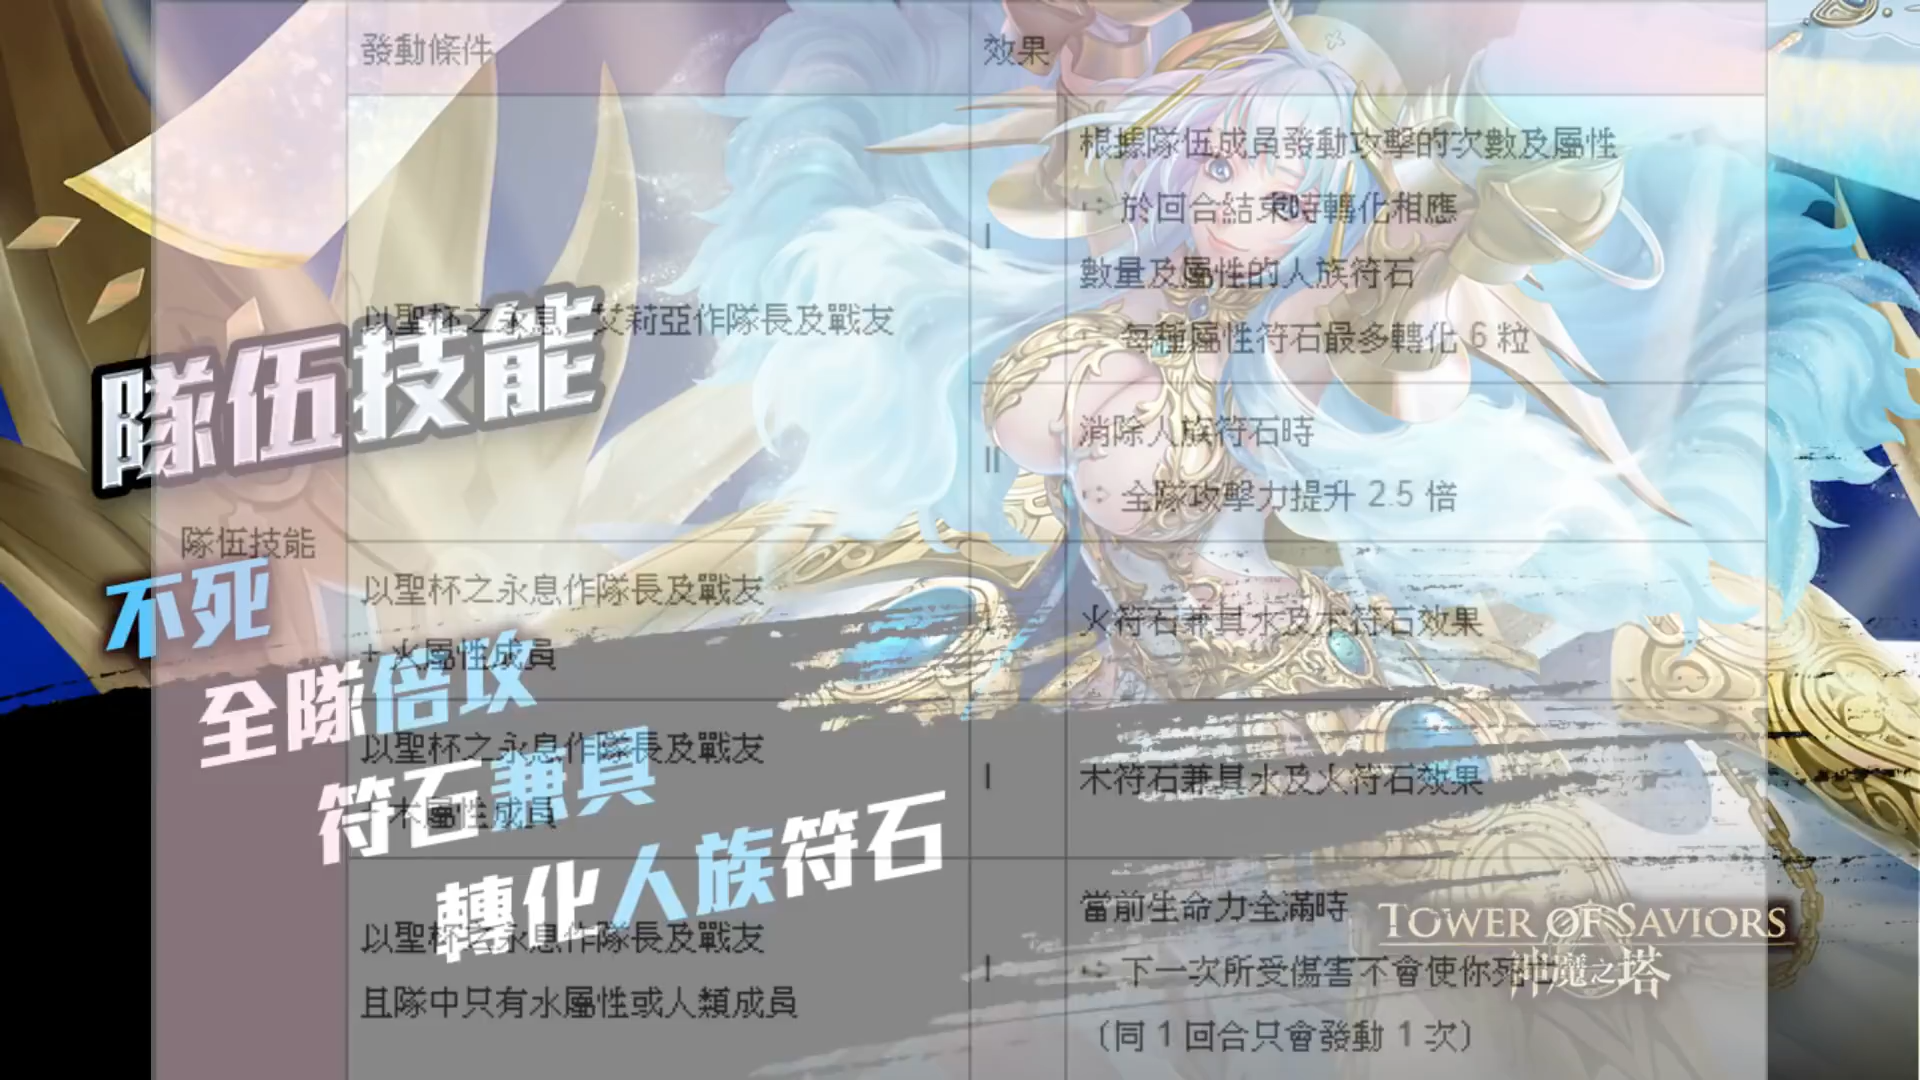 發動條件
效果
以聖杯之永息．艾莉亞作隊長及戰友
I
根據隊伍成員發動攻擊的次數及屬性
➪ 於回合結束時轉化相應
數量及屬性的人族符石
➪ 每種屬性符石最多轉化 6 粒
II
消除人族符石時
➪ 全隊攻擊力提升 2.5 倍
隊伍技能
隊伍技能
以聖杯之永息作隊長及戰友
+ 火屬性成員
I
火符石兼具水及木符石效果
以聖杯之永息作隊長及戰友
+ 木屬性成員
I
木符石兼具水及火符石效果
以聖杯之永息作隊長及戰友
且隊中只有水屬性或人類成員
I
當前生命力全滿時
➪ 下一次所受傷害不會使你死亡
（同 1 回合只會發動 1 次）
不死
全隊倍攻
符石兼具
轉化人族符石
TOWER OF SAVIORS
神魔之塔